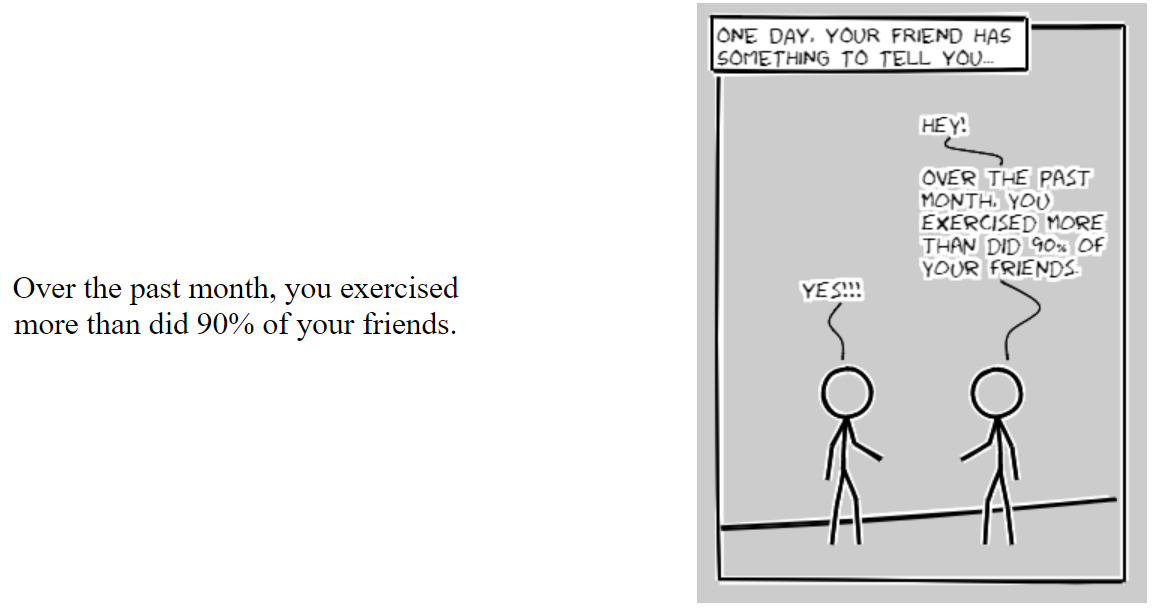 Over the past month, you exercised
more than did 90% of your friends.
ONE DAY, YOUR FRIEND HAS
SOMETHING TO TELL YOU...
HEY!
OVER THE PAST
MONTH, YOU
EXERCISED MORE
THAN DID 90% OF
YOUR FRIENDS.
YES!!!